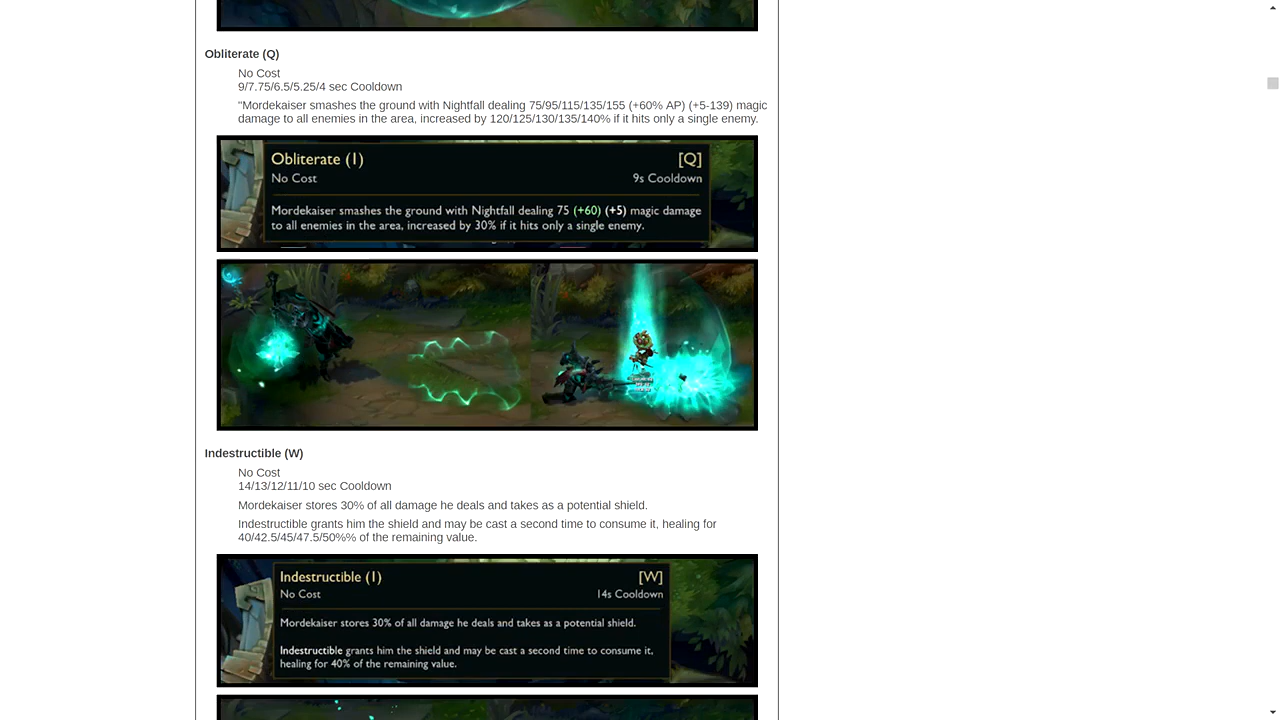 Obliterate (Q)
No Cost
9/7.75/6.5/5.25/4 sec Cooldown
"Mordekaiser smashes the ground with Nightfall dealing 75/95/115/135/155 (+60% AP) (+5-139) magic
damage to all enemies in the area, increased by 120/125/130/135/140% if it hits only a single enemy.
Obliterate (1) [Q]
No Cost 9s Cooldown
Mordekaiser smashes the ground with Nightfall dealing 75 (+60) (+5) magic damage
to all enemies in the area, increased by 30% if it hits only a single enemy.
Indestructible (W)
No Cost
14/13/12/11/10 sec Cooldown
Mordekaiser stores 30% of all damage he deals and takes as a potential shield.
Indestructible grants him the shield and may be cast a second time to consume it, healing for
40/42.5/45/47.5/50%% of the remaining value.
Indestructible (1) [W]
No Cost 14s Cooldown
Mordekaiser stores 30% of all damage he deals and takes as a potential shield.
Indestructible grants him the shield and may be cast a second time to consume it,
healing for 40% of the remaining value.